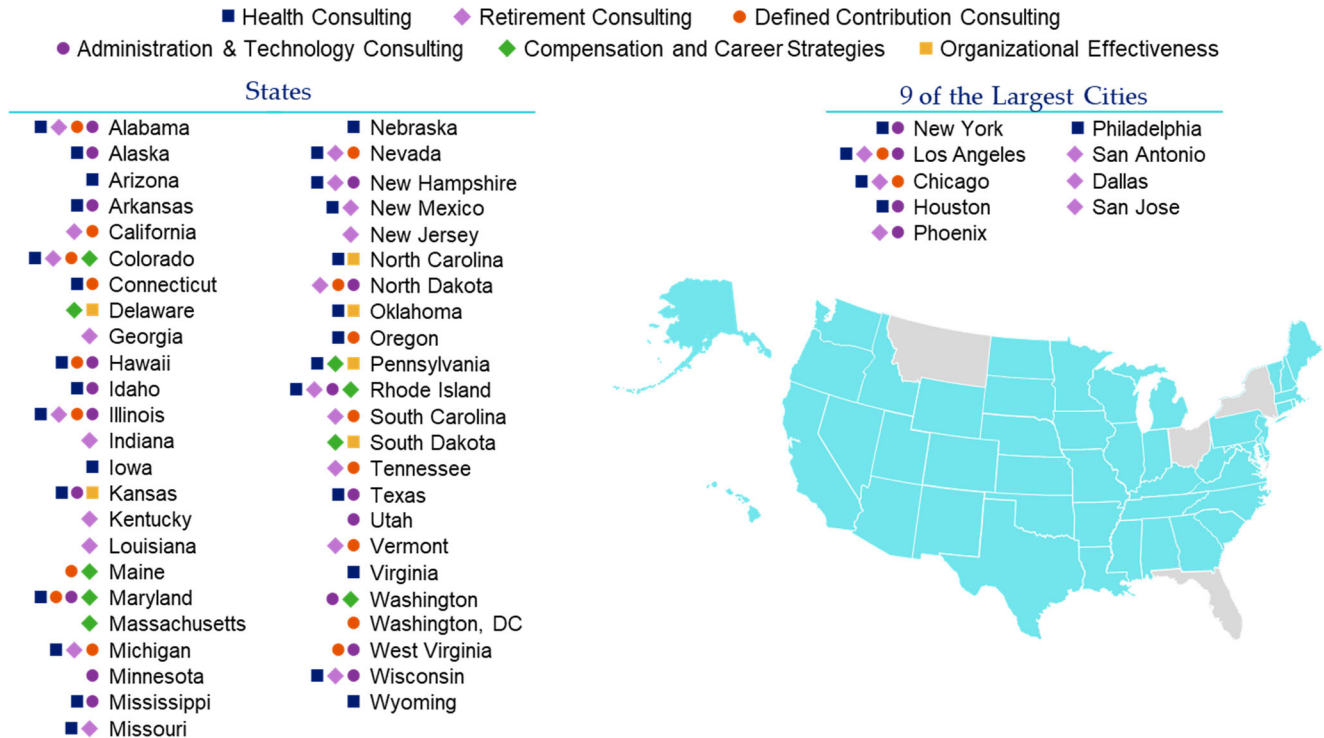 Health Consulting
Retirement Consulting
Defined Contribution Consulting
Administration & Technology Consulting
Compensation and Career Strategies
Organizational Effectiveness
States
Alabama
Alaska
Arizona
Arkansas
California
Colorado
Connecticut
Delaware
Georgia
Hawaii
Idaho
Illinois
Indiana
Iowa
Kansas
Kentucky
Louisiana
Maine
Maryland
Massachusetts
Michigan
Minnesota
Mississippi
Missouri
Nebraska
Nevada
New Hampshire
New Mexico
New Jersey
North Carolina
North Dakota
Oklahoma
Oregon
Pennsylvania
Rhode Island
South Carolina
South Dakota
Tennessee
Texas
Utah
Vermont
Virginia
Washington
Washington, DC
West Virginia
Wisconsin
Wyoming
9 of the Largest Cities
New York
Los Angeles
Chicago
Houston
Phoenix
Philadelphia
San Antonio
Dallas
San Jose